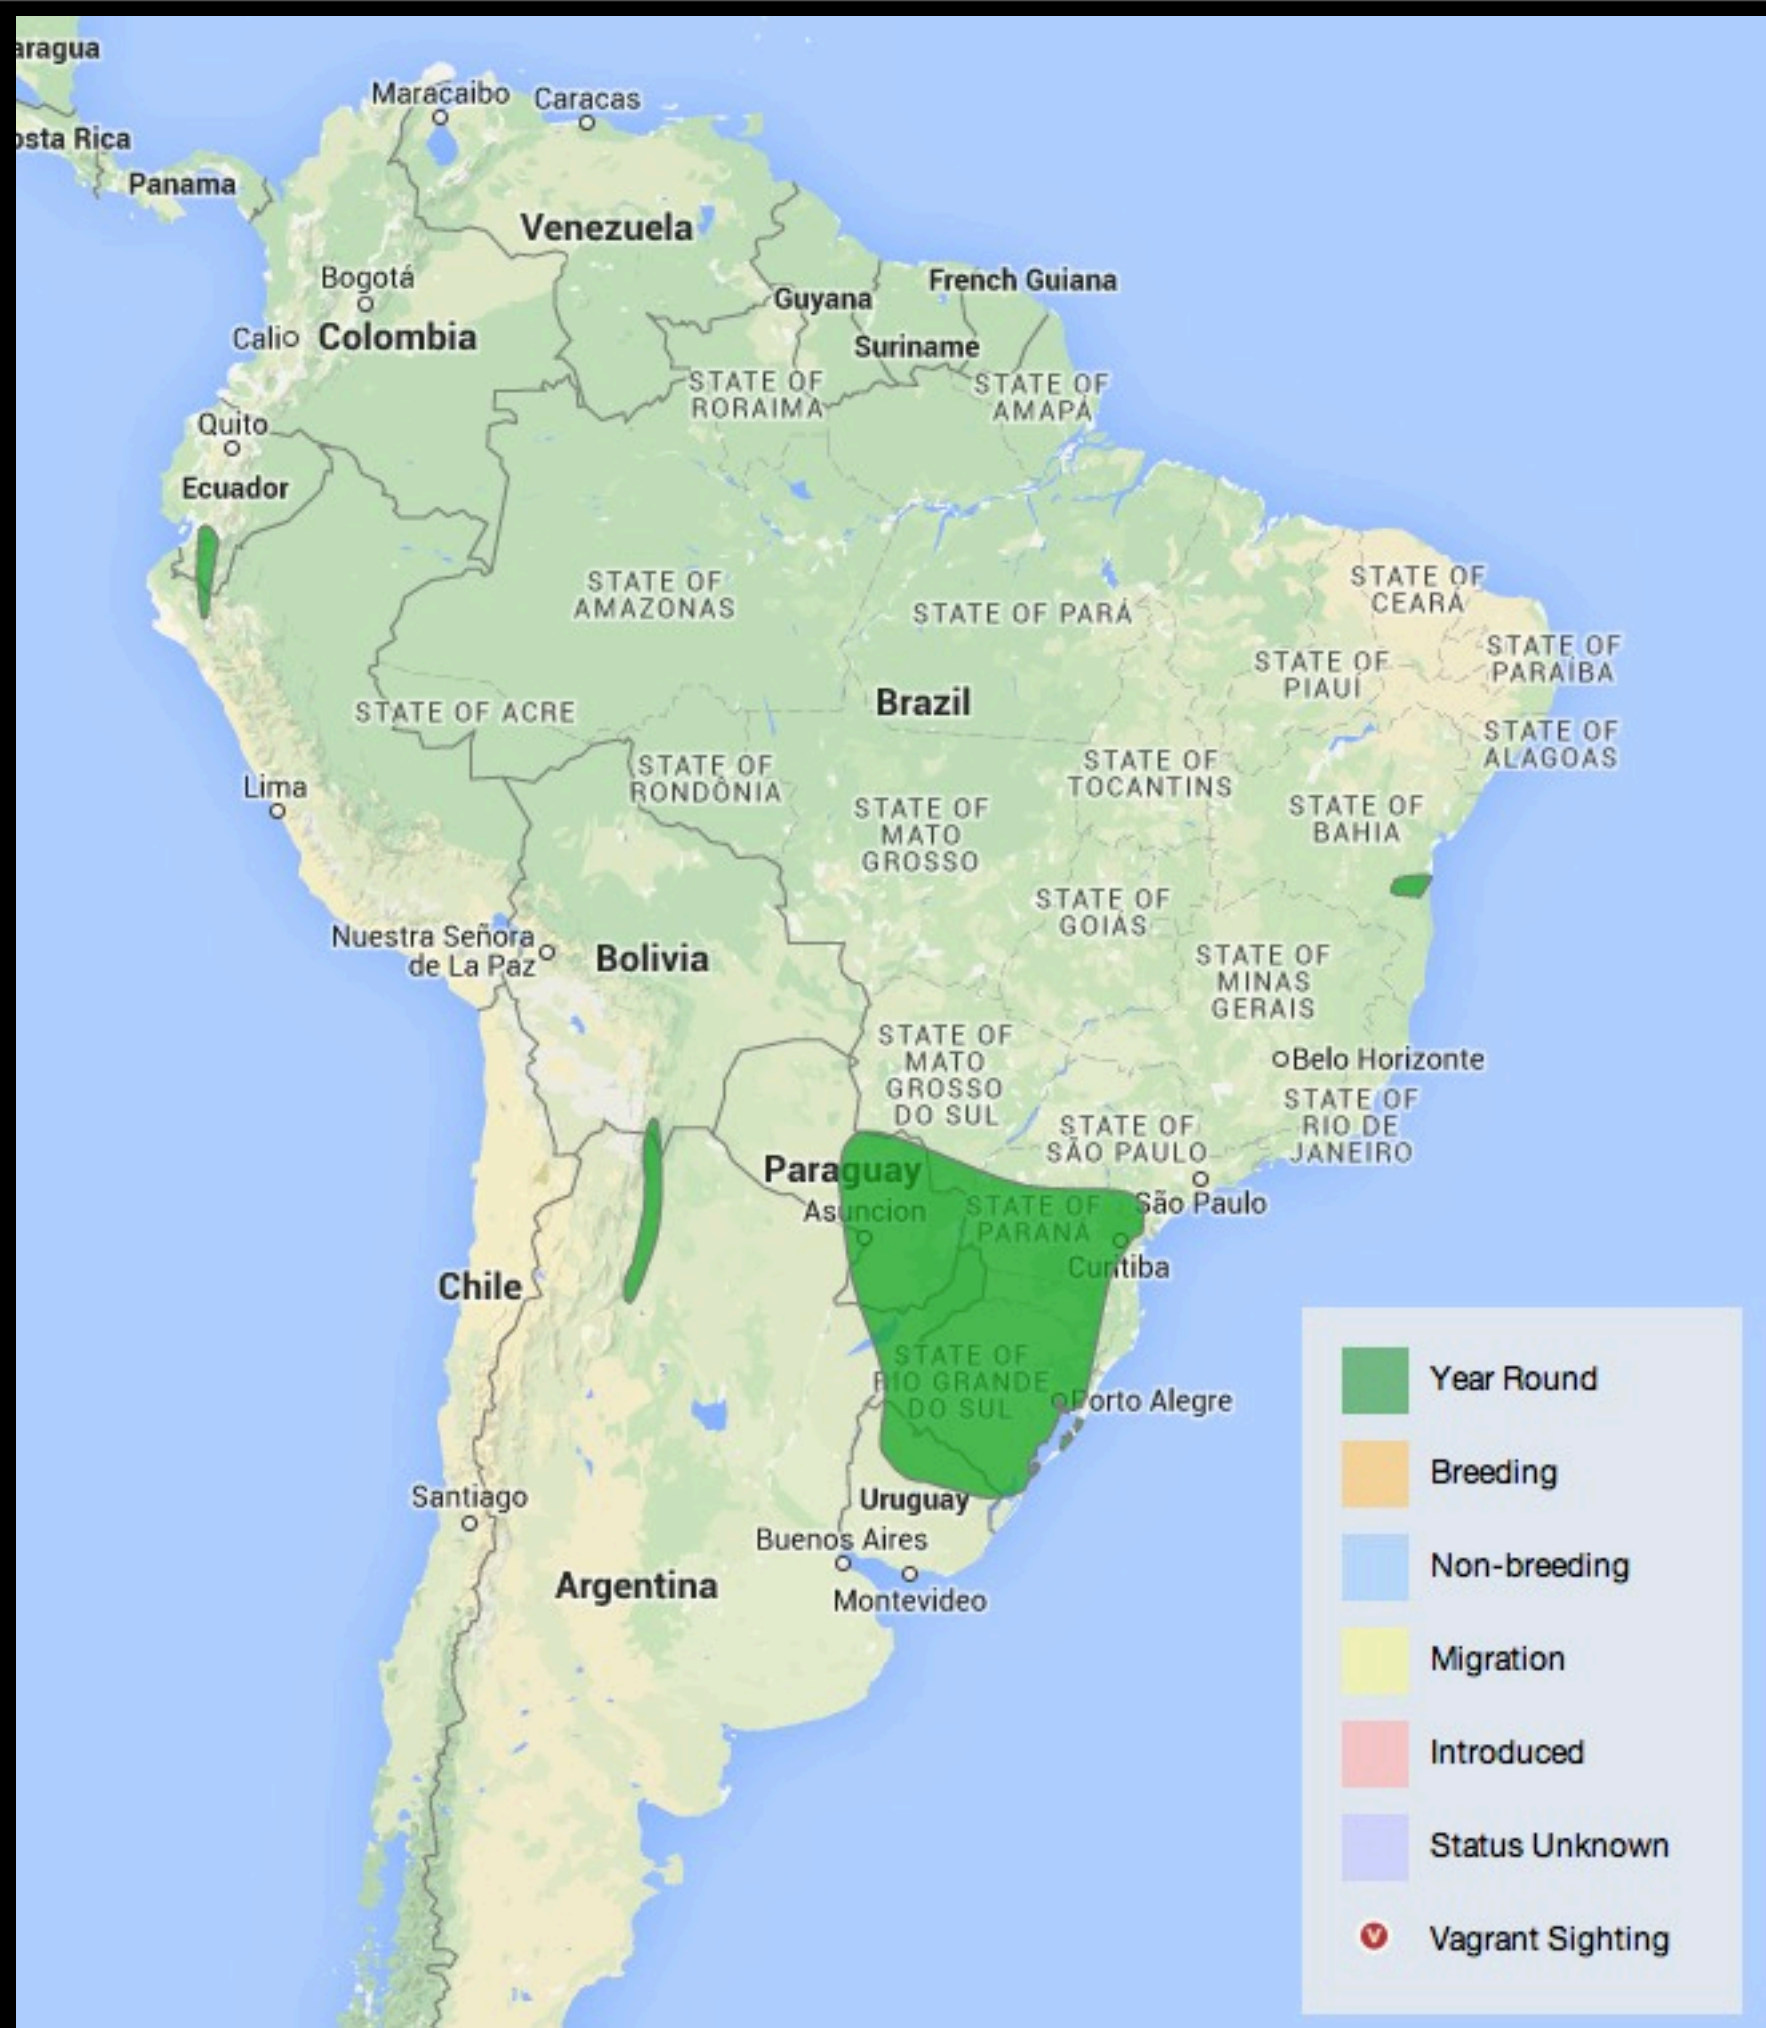 aragua
Maracaibo
Caracas
osta Rica
Panama
Venezuela
Bogotá
French Guiana
Guyana
Cali
Colombia
Suriname
STATE OF
RORAIMA
STATE OF
AMAPÁ
Quito
Ecuador
STATE OF
AMAZONAS
STATE OF PARÁ
STATE OF
CEARÁ
STATE OF
PARAÍBA
STATE OF
PIAUÍ
STATE OF ACRE
Brazil
STATE OF
ALAGOAS
STATE OF
RONDÔNIA
STATE OF
TOCANTINS
Lima
STATE OF
MATO
GROSSO
STATE OF
BAHIA
STATE OF
GOIÁS
Nuestra Señora
de La Paz
Bolivia
STATE OF
MINAS
GERAIS
STATE OF
MATO
GROSSO
DO SUL
Belo Horizonte
STATE OF
RIO DE
JANEIRO
STATE OF
SÃO PAULO
Paraguay
Asuncion
STATE OF
PARANÁ
São Paulo
Curitiba
Chile
STATE OF
RIO GRANDE
DO SUL
Porto Alegre
Santiago
Uruguay
Buenos Aires
Argentina
Montevideo
Year Round
Breeding
Non-breeding
Migration
Introduced
Status Unknown
V
Vagrant Sighting